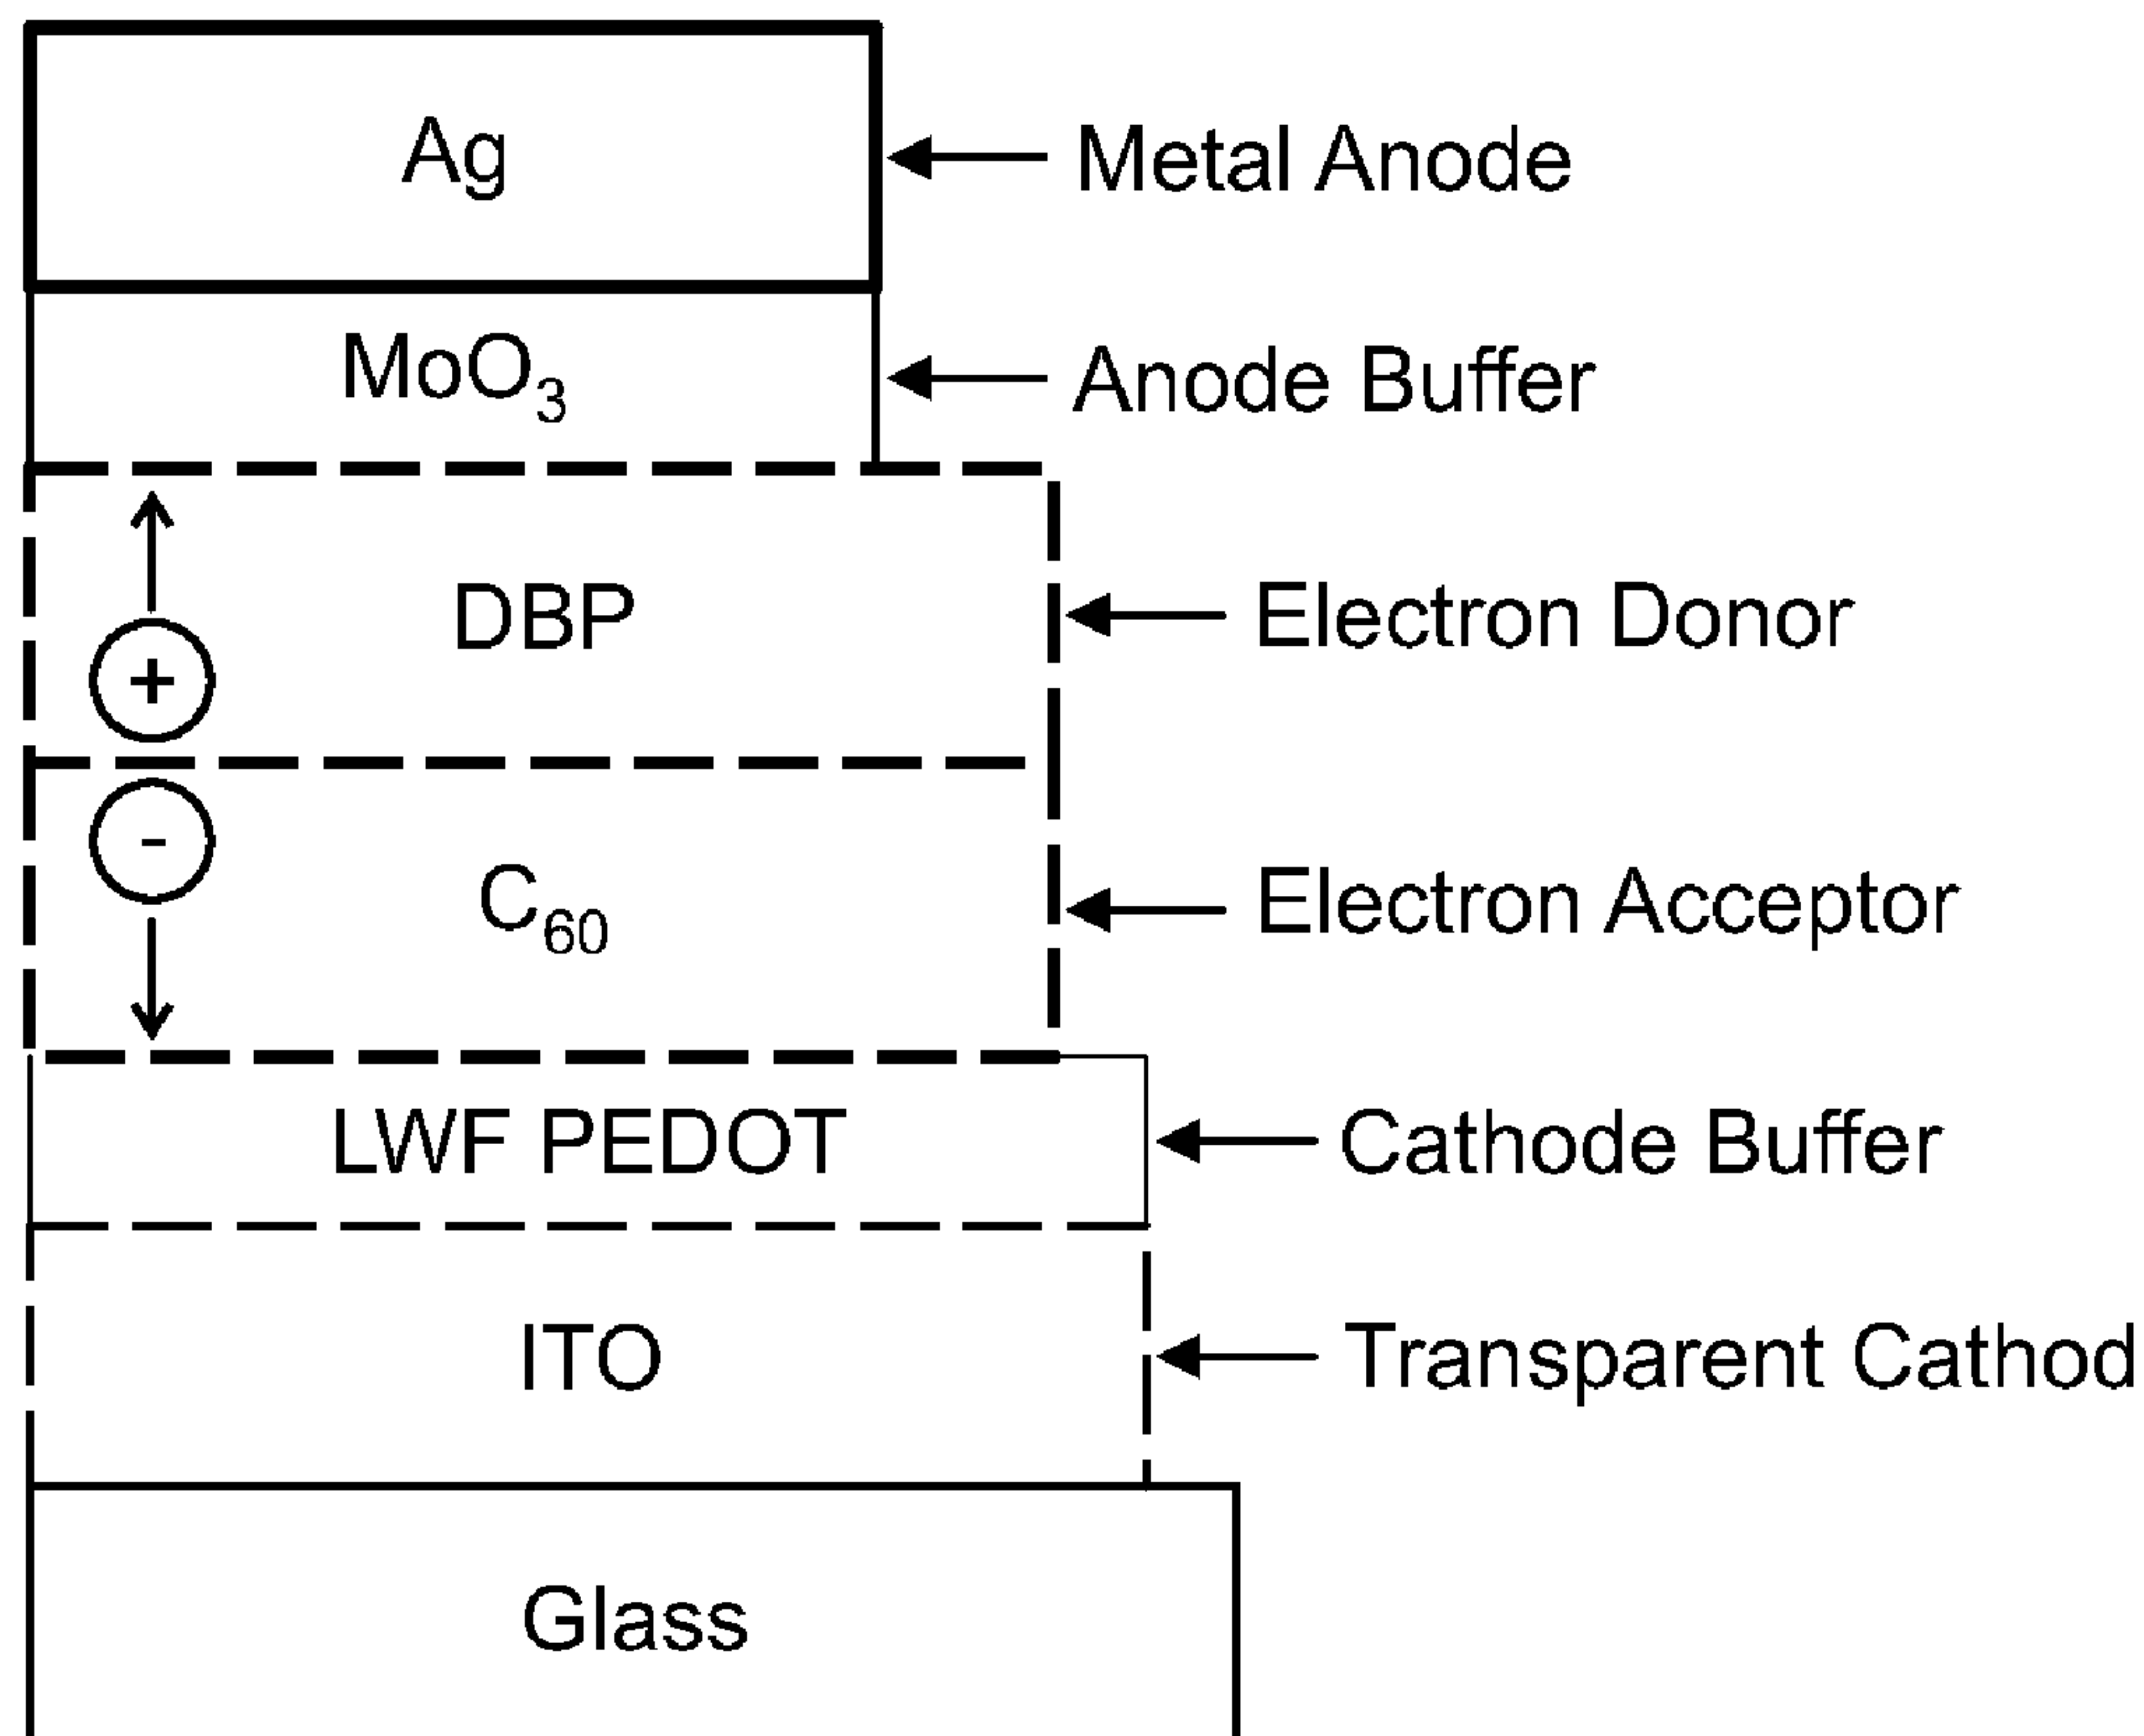 Ag
Metal Anode
MoO3
Anode Buffer
+
DBP
Electron Donor
-
C60
Electron Acceptor
LWF PEDOT
Cathode Buffer
ITO
Transparent Cathod
Glass